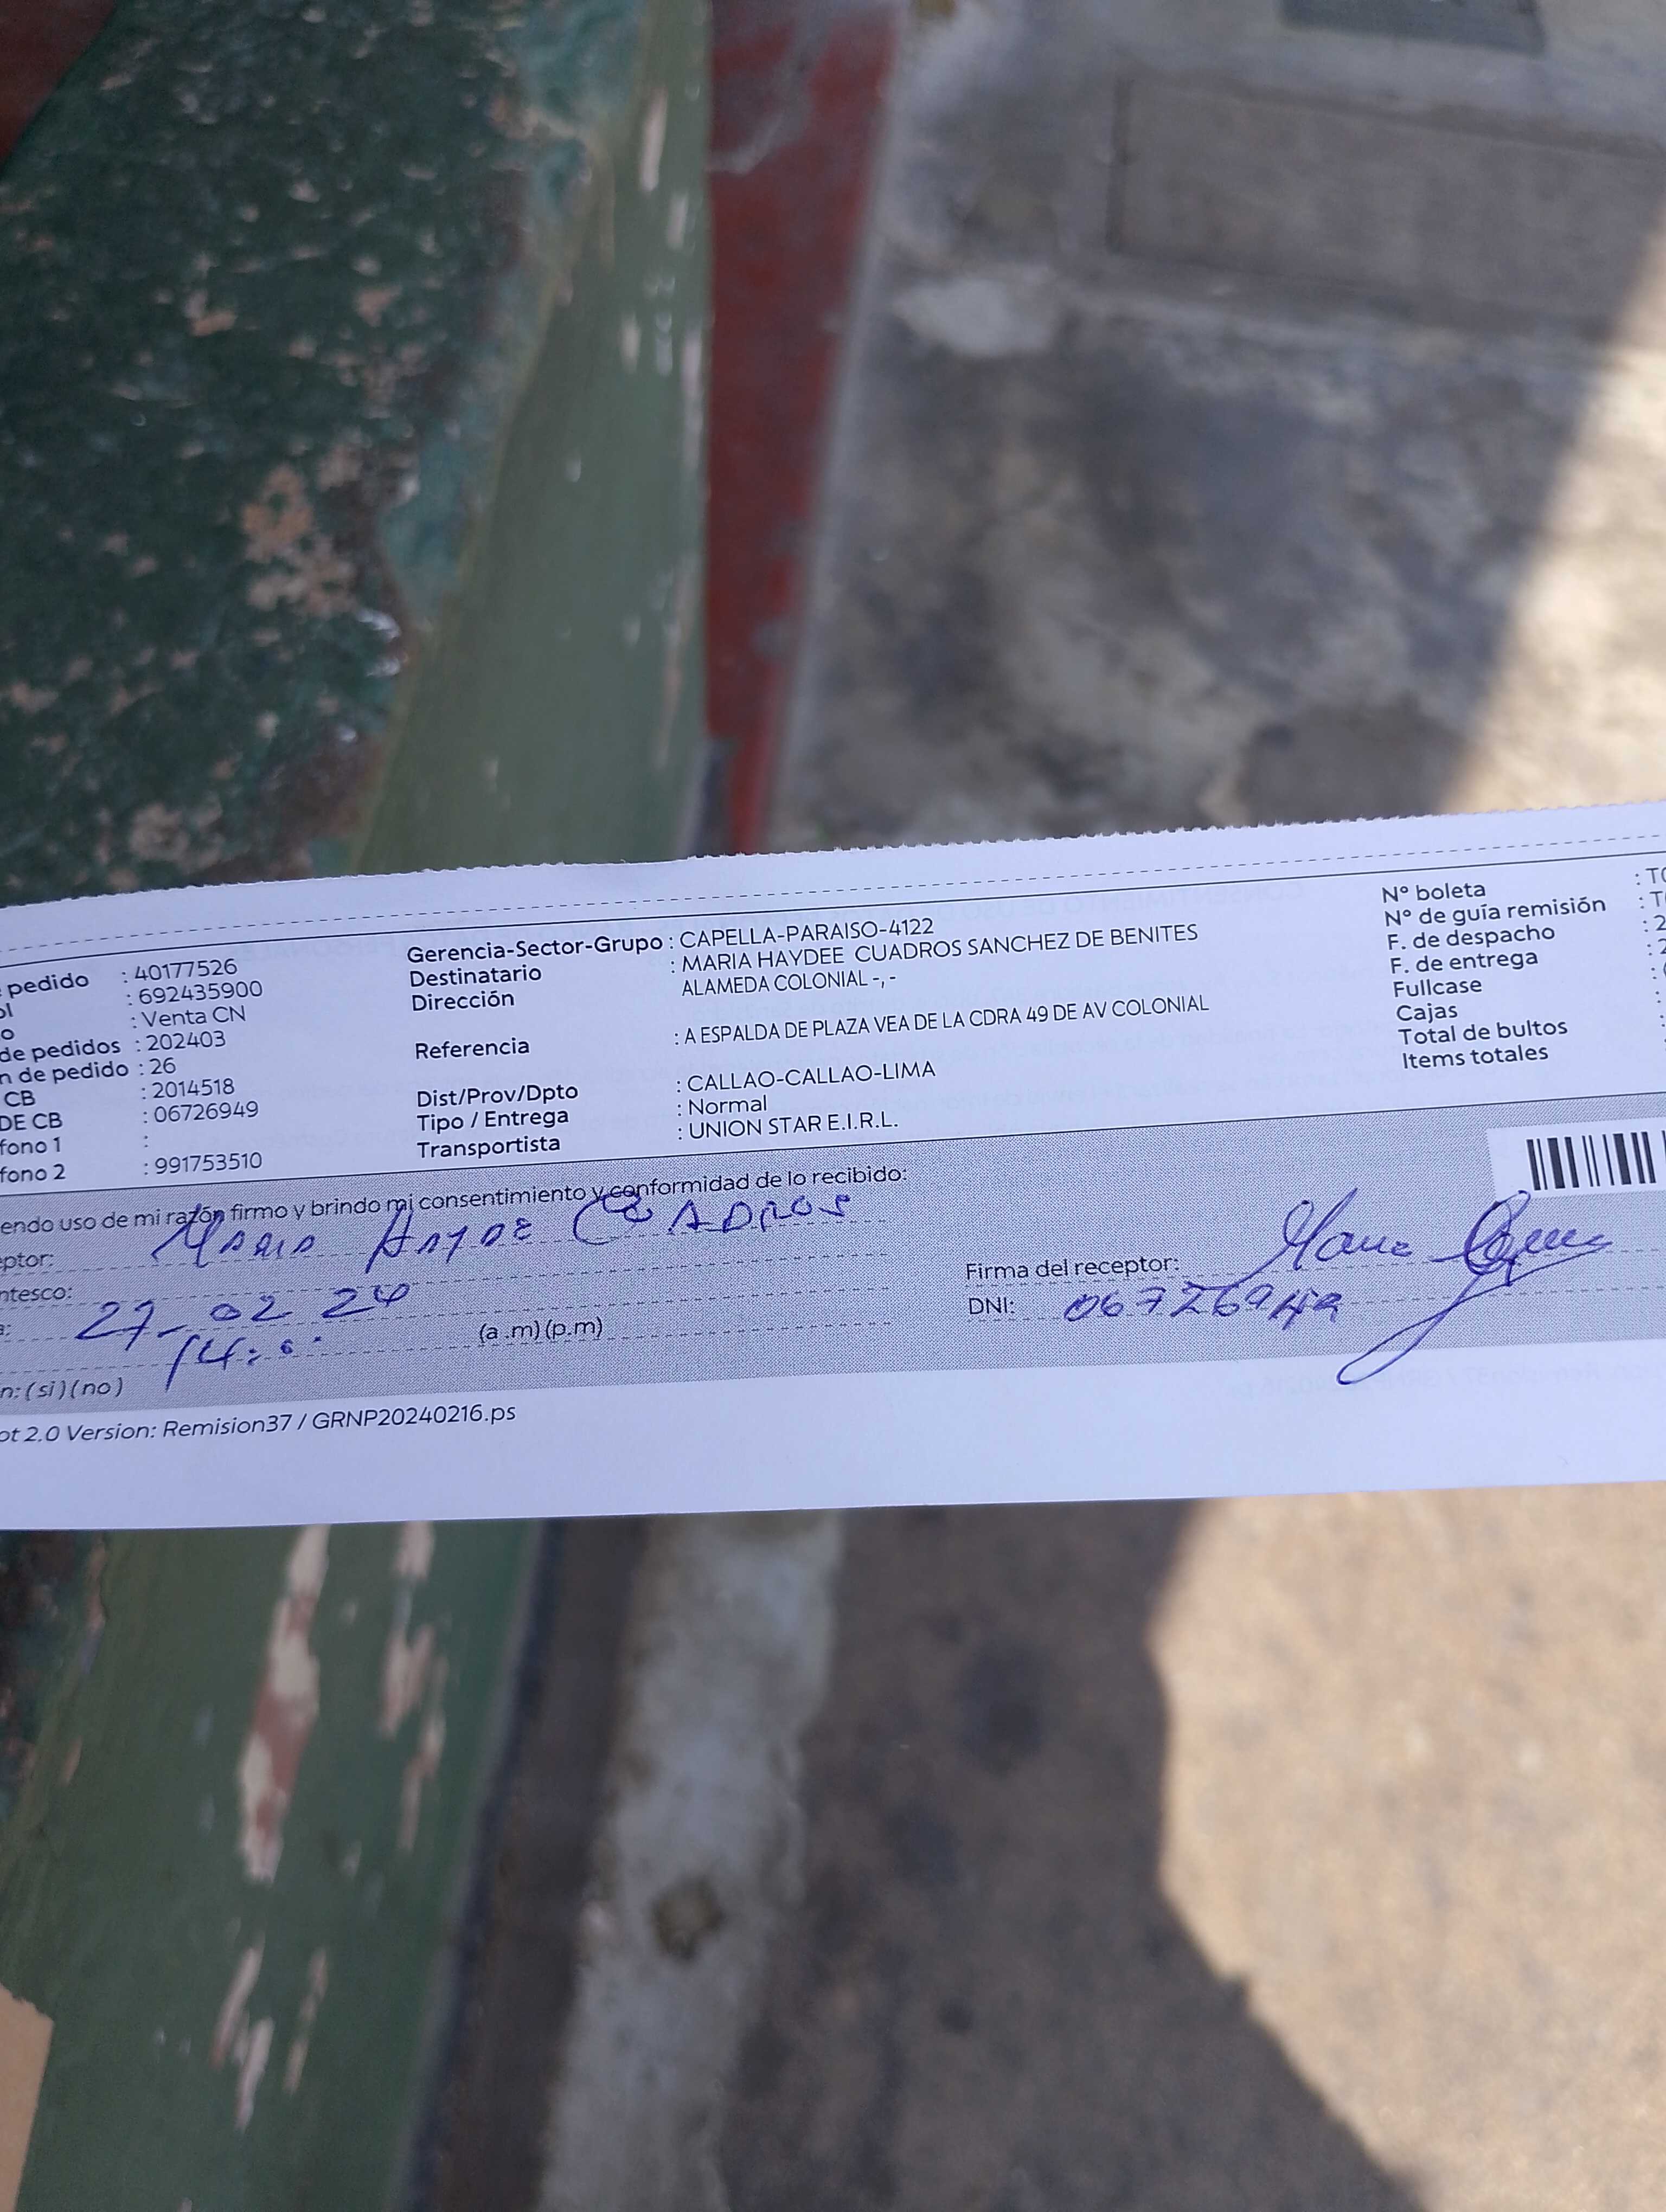 pedido : 40177526
: 692435900
: Venta CN
de pedidos : 202403
n de pedido : 26
CB : 2014518
DE CB : 06726949
fono 1 :
fono 2 : 991753510
Gerencia-Sector-Grupo : CAPELLA-PARAISO-4122
Destinatario : MARIA HAYDEE CUADROS SANCHEZ DE BENITES
Dirección ALAMEDA COLONIAL -, -
Referencia : A ESPALDA DE PLAZA VEA DE LA CDRA 49 DE AV COLONIAL
Dist/Prov/Dpto : CALLAO-CALLAO-LIMA
Tipo / Entrega : Normal
Transportista : UNION STAR E.I.R.L.
N° boleta
N° de guía remisión
F. de despacho
F. de entrega
Fullcase
Cajas
Total de bultos
Items totales
endo uso de mi razón firmo y brindo mi consentimiento y conformidad de lo recibido:
ptor: MARIA HAYDE CUADROS
ntesco:
27-02 24
14:
(a .m) (p.m)
n: (si) (no)
Firma del receptor: Maria
DNI:
ot 2.0 Version: Remision37 / GRNP20240216.ps